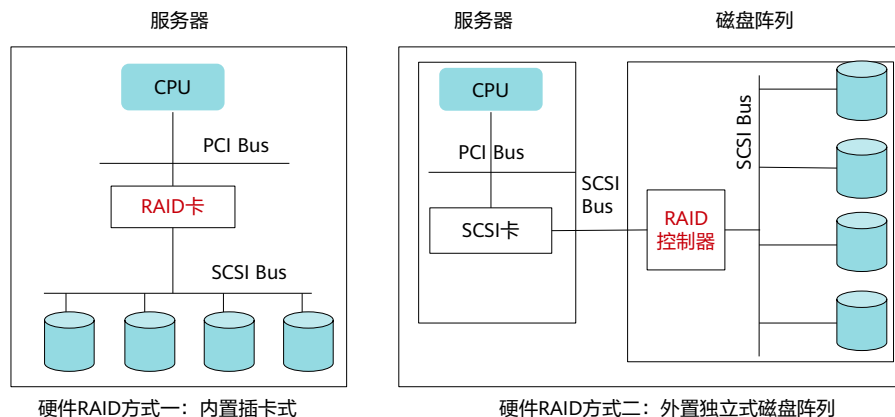 服务器
CPU
PCI Bus
RAID卡
SCSI Bus
硬件RAID方式一：内置插卡式
服务器
磁盘阵列
CPU
PCI Bus
SCSI卡
SCSI
Bus
RAID
控制器
SCSI Bus
硬件RAID方式二：外置独立式磁盘阵列